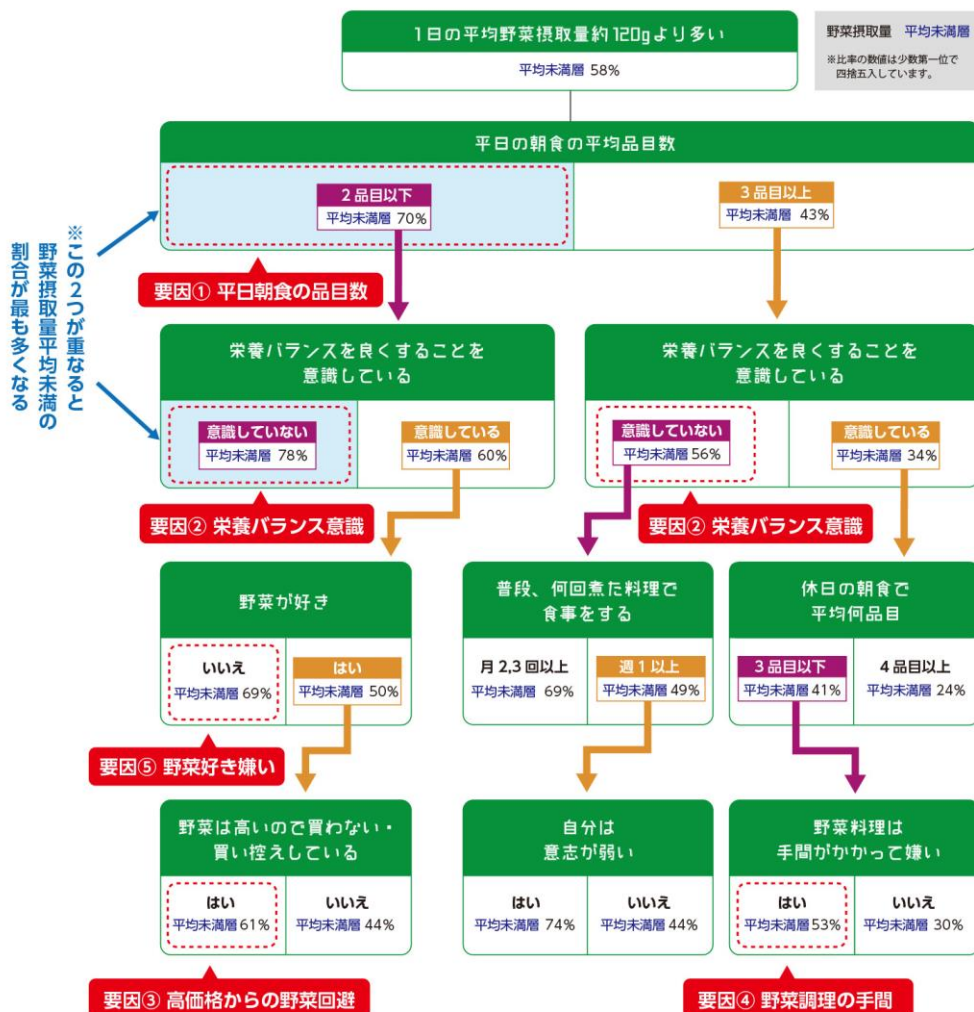 1日の平均野菜摂取量約120gより多い
平均未満層 58%
野菜摂取量 平均未満層
※比率の数値は少数第一位で
四捨五入しています。
平日の朝食の平均品目数
2品目以下
平均未満層 70%
3品目以上
平均未満層 43%
※この2つが重なると
野菜摂取量平均未満の
割合が最も多くなる
要因① 平日朝食の品目数
栄養バランスを良くすることを
意識している
意識していない
平均未満層 78%
意識している
平均未満層 60%
要因② 栄養バランス意識
栄養バランスを良くすることを
意識している
意識していない
平均未満層 56%
意識している
平均未満層 34%
要因② 栄養バランス意識
野菜が好き
いいえ
平均未満層 69%
はい
平均未満層 50%
要因⑤ 野菜好き嫌い
普段、何回煮た料理で
食事をする
月2,3回以上
平均未満層 69%
週1以上
平均未満層 49%
休日の朝食で
平均何品目
3品目以下
平均未満層 41%
4品目以上
平均未満層 24%
野菜は高いので買わない・
買い控えしている
はい
平均未満層 61%
いいえ
平均未満層 44%
要因③ 高価格からの野菜回避
自分は
意志が弱い
はい
平均未満層 74%
いいえ
平均未満層 44%
野菜料理は
手間がかかって嫌い
はい
平均未満層 53%
いいえ
平均未満層 30%
要因④ 野菜調理の手間